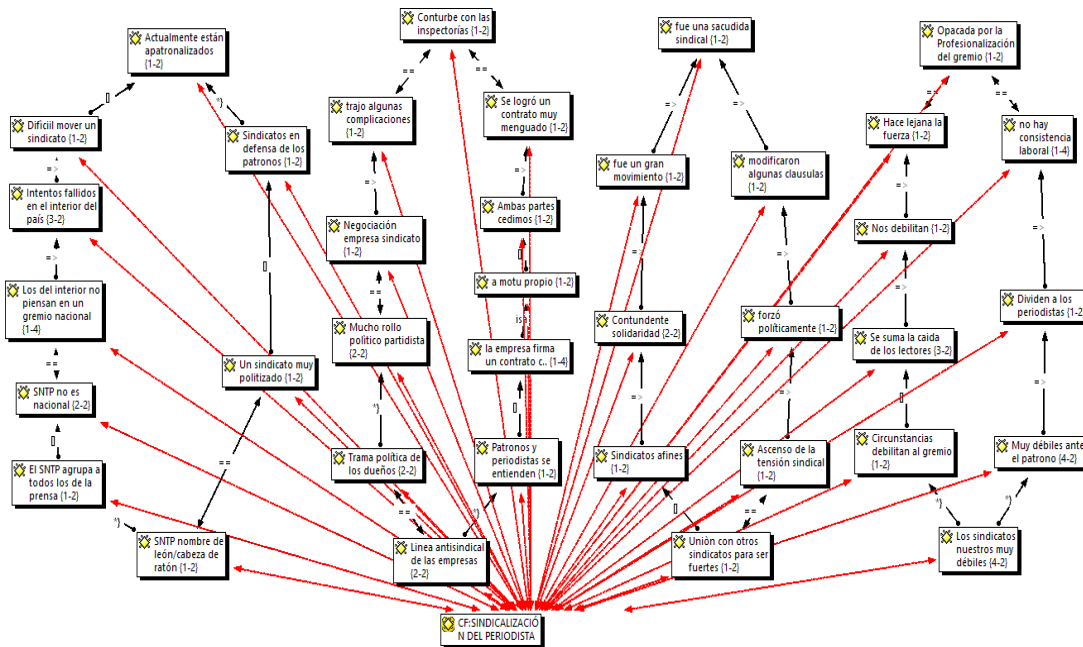 Actualmente están
apatronalizados
{1-2}
Conturbe con las
inspectorías {1-2}
fue una sacudida
sindical {1-2}
Opacada por la
Profesionalización
del gremio {1-2}
[]
*}
==
==
=>
=>
==
==
Dificiil mover un
sindicato {1-2}
Sindicatos en
defensa de los
patronos {1-2}
trajo algunas
complicaciones
{1-2}
Se logró un
contrato muy
menguado {1-2}
fue un gran
movimiento {1-2}
modificaron
algunas clausulas
{1-2}
Hace lejana la
fuerza {1-2}
no hay
consistencia
laboral {1-4}
=>
=>
=>
=>
=>
=>
=>
Intentos fallidos
en el interior del
país {3-2}
Negociación
empresa sindicato
{1-2}
Ambas partes
cedimos {1-2}
Nos debilitan {1-2}
=>
[]
==
[]
=>
=>
Los del interior no
piensan en un
gremio nacional
{1-4}
a motu propio {1-2}
Dividen a los
periodistas {1-2}
Mucho rollo
político partidista
{2-2}
is
Contundente
solidaridad {2-2}
forzó
políticamente {1-2}
Se suma la caida
de los lectores {3-2}
==
Un sindicato muy
politizado {1-2}
la empresa firma
un contrato c.. {1-4}
=>
=>
[]
=>
SNTP no es
nacional {2-2}
*}
[]
[]
==
Trama política de
los dueños {2-2}
Patronos y
periodistas se
entienden {1-2}
Sindicatos afines
{1-2}
Ascenso de la
tensión sindical
{1-2}
Circunstancias
debilitan al gremio
{1-2}
Muy débiles ante
el patrono {4-2}
El SNTP agrupa a
todos los de la
prensa {1-2}
*}
==
*}
[]
==
*}
*}
SNTP nombre de
león/cabeza de
ratón {1-2}
Linea antisindical
de las empresas
{2-2}
Uniòn con otros
sindicatos para ser
fuertes {1-2}
Los sindicatos
nuestros muy
débiles {4-2}
CF:SINDICALIZACIÓ
N DEL PERIODISTA